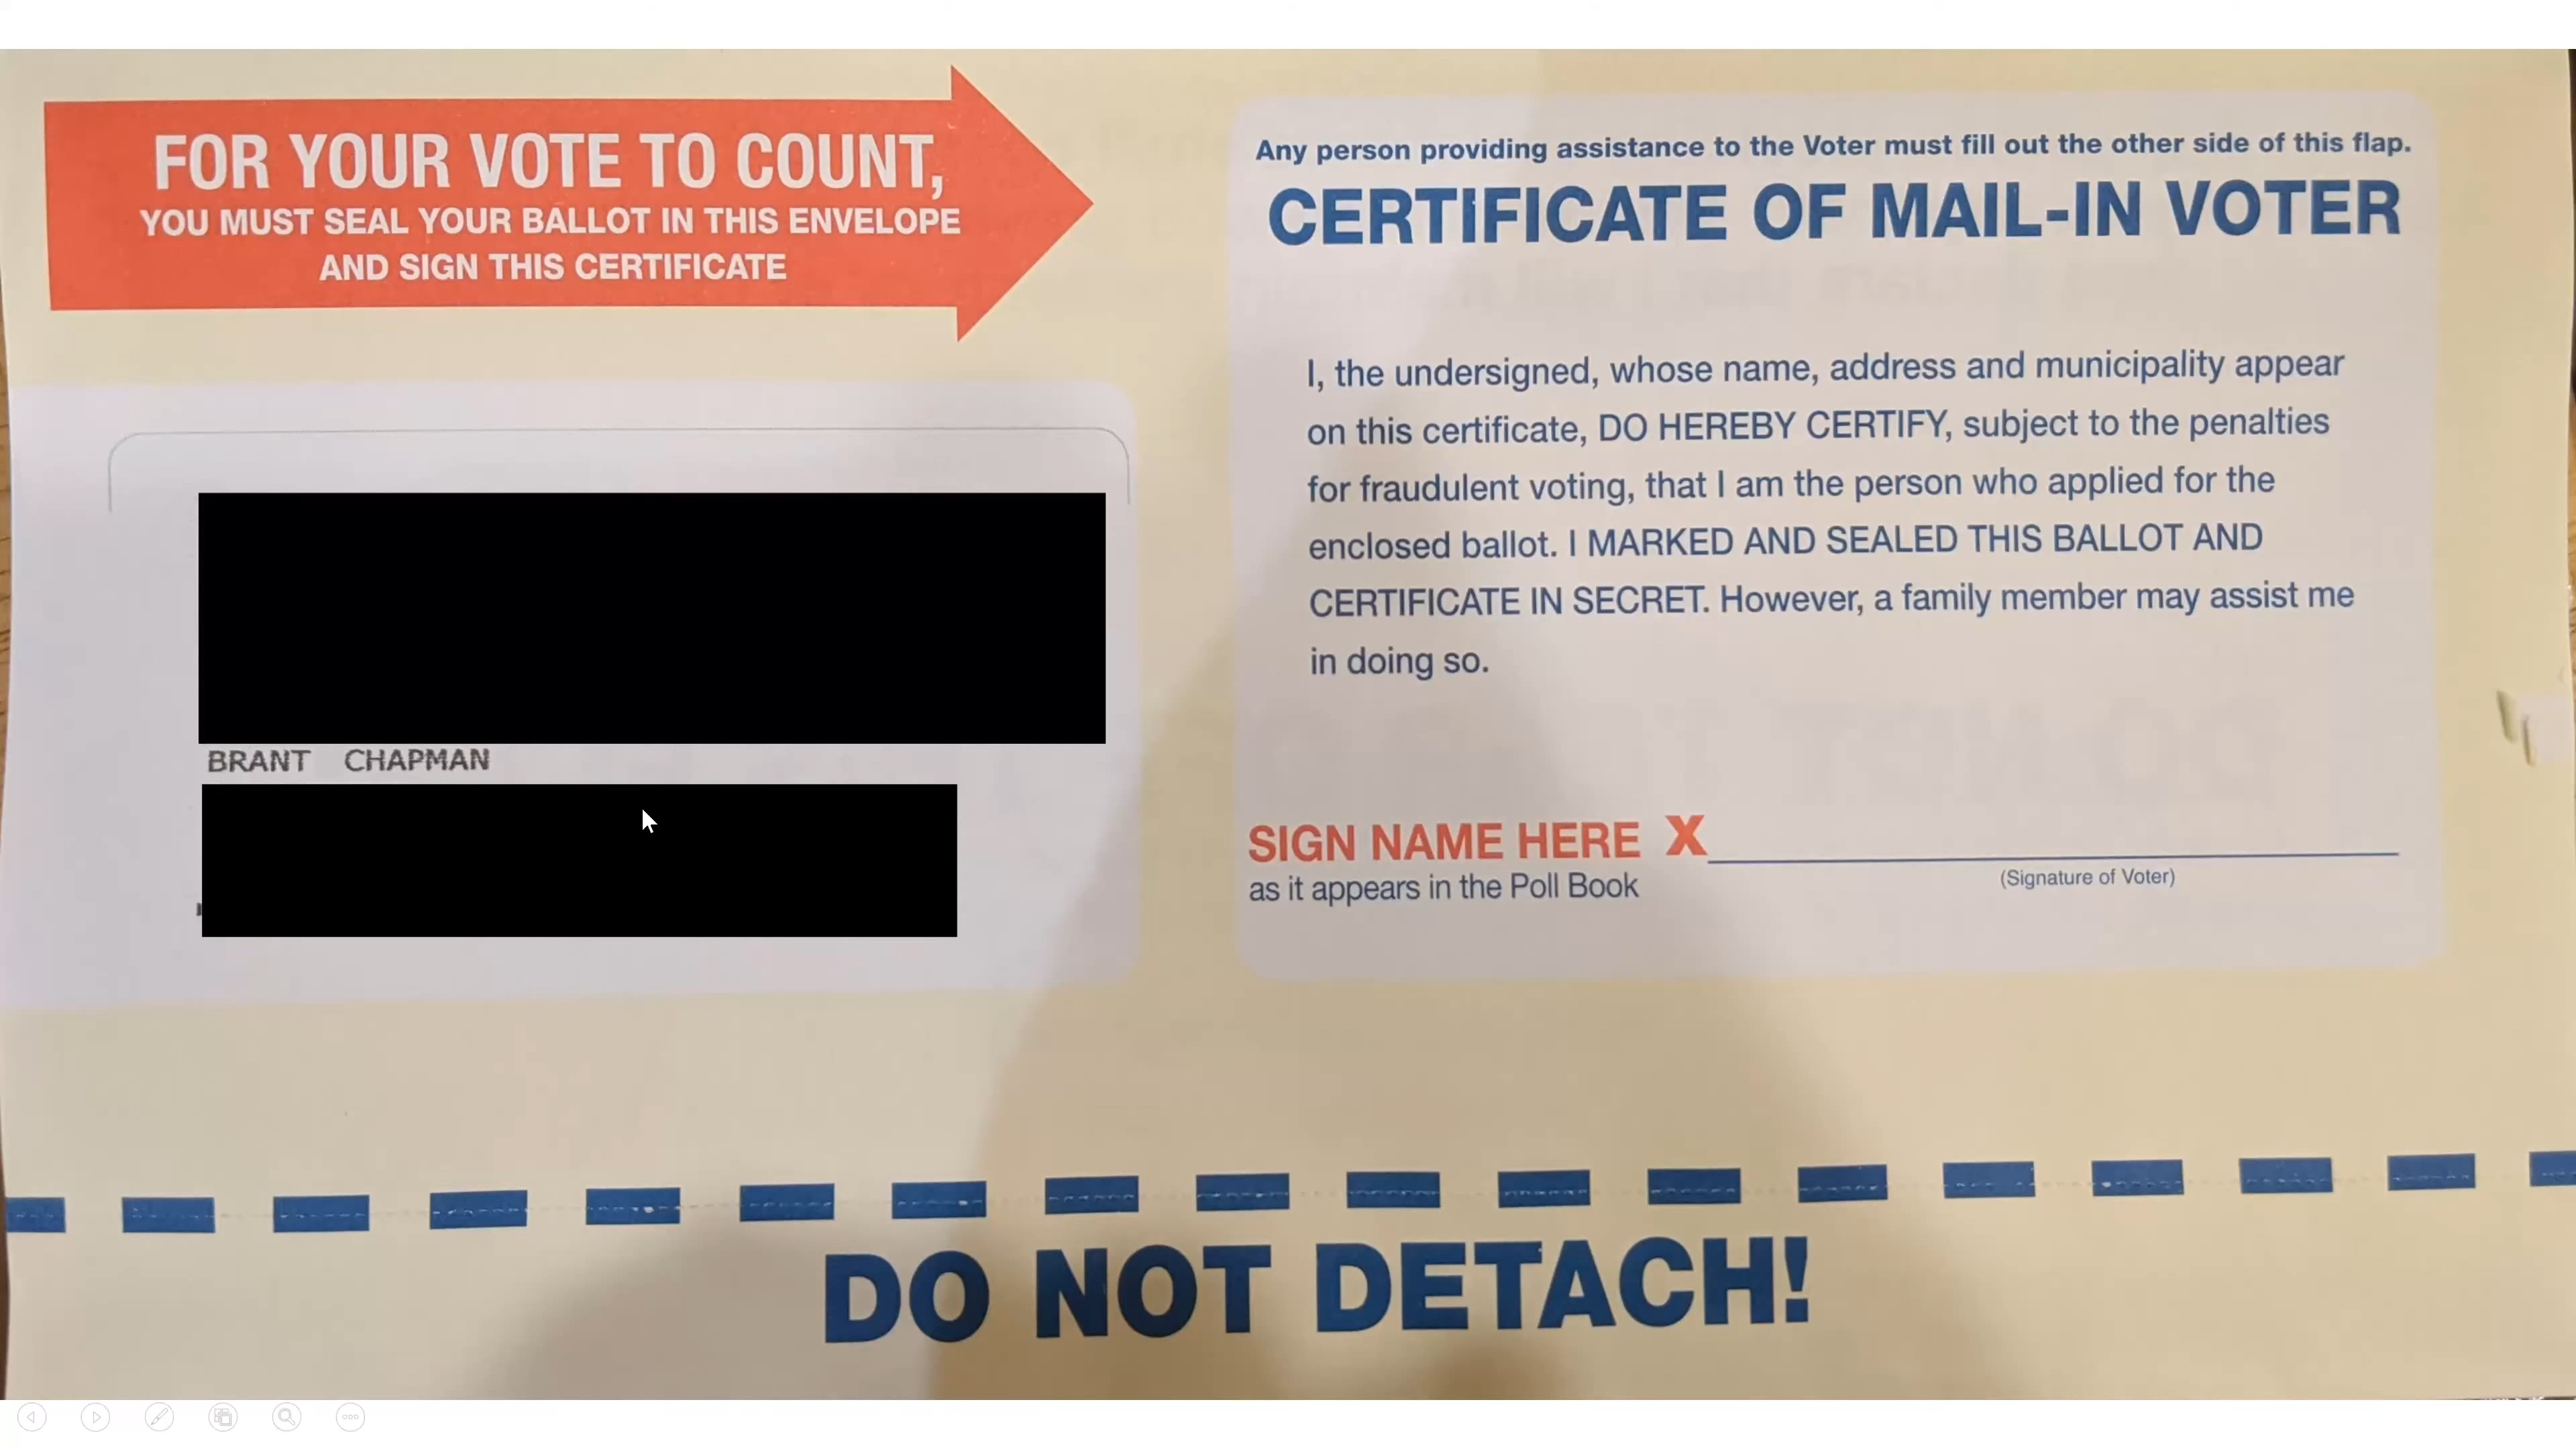 FOR YOUR VOTE TO COUNT,
YOU MUST SEAL YOUR BALLOT IN THIS ENVELOPE
AND SIGN THIS CERTIFICATE
BRANT CHAPMAN
Any person providing assistance to the Voter must fill out the other side of this flap.
CERTIFICATE OF MAIL-IN VOTER
I, the undersigned, whose name, address and municipality appear
on this certificate, DO HEREBY CERTIFY, subject to the penalties
for fraudulent voting, that I am the person who applied for the
enclosed ballot. I MARKED AND SEALED THIS BALLOT AND
CERTIFICATE IN SECRET. However, a family member may assist me
in doing so.
SIGN NAME HERE X
as it appears in the Poll Book
(Signature of Voter)
DO NOT DETACH!